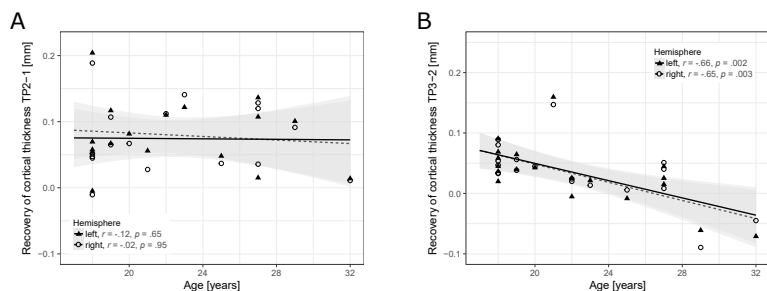 A
Recovery of cortical thickness TP2−1 [mm]
0.2
0.1
0.0
−0.1
Hemisphere
left, r = -.12, p = .65
right, r = -.02, p = .95
20
24
28
32
Age [years]
B
Recovery of cortical thickness TP3−2 [mm]
0.2
0.1
0.0
−0.1
Hemisphere
left, r = -.66, p = .002
right, r = -.65, p = .003
20
24
28
32
Age [years]